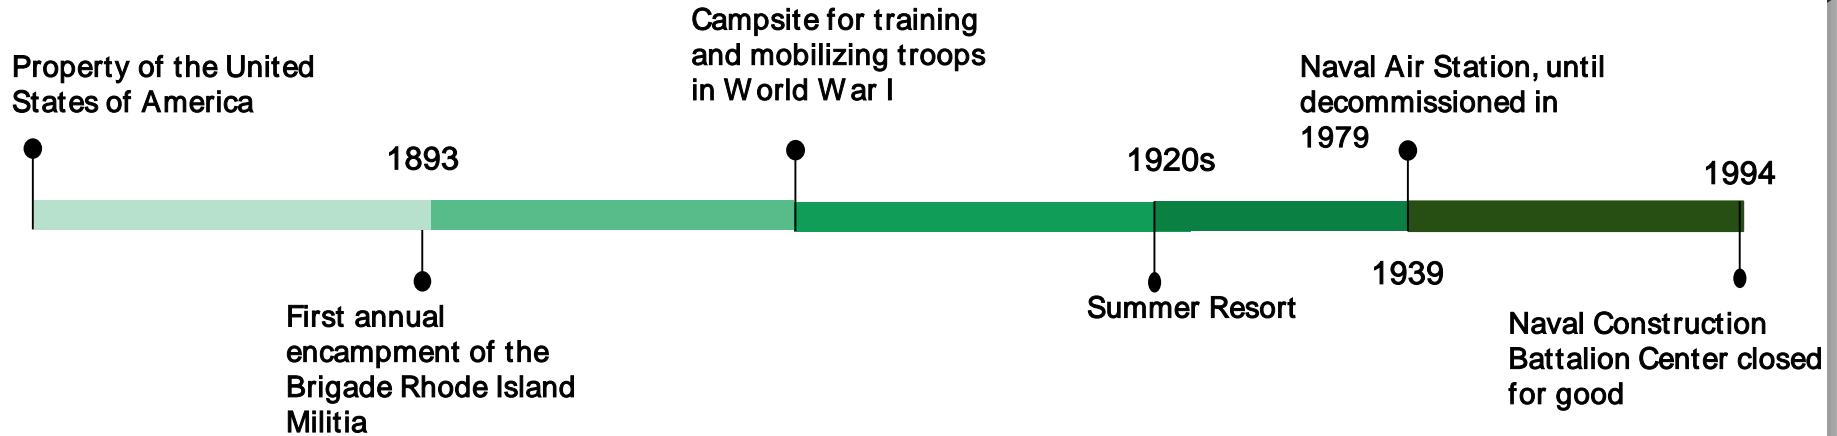 Property of the United
States of America
1893
First annual
encampment of the
Brigade Rhode Island
Militia
Campsite for training
and mobilizing troops
in World War I
1920s
Summer Resort
Naval Air Station, until
decommissioned in
1979
1939
1994
Naval Construction
Battalion Center closed
for good